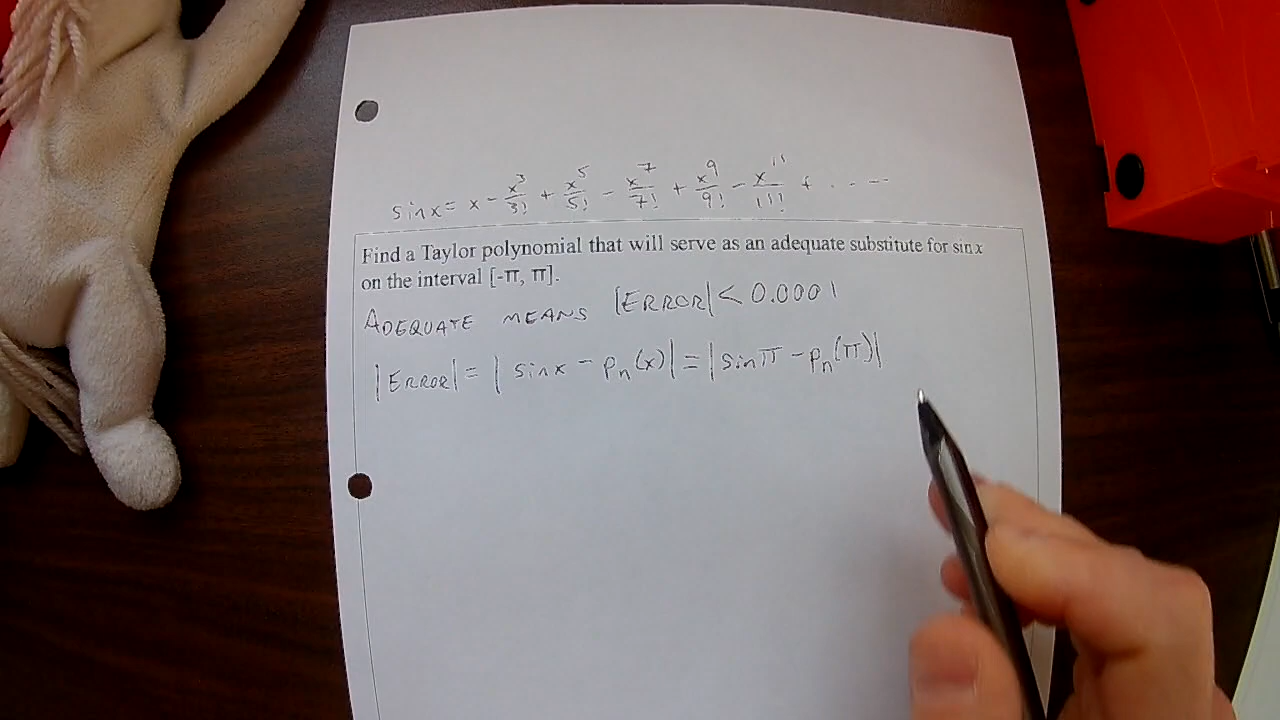 sin x = x - x³/3! + x⁵/5! - x⁷/7! + x⁹/9! - x¹¹/11! + . . . --
Find a Taylor polynomial that will serve as an adequate substitute for sin x
on the interval [-π, π].
ADEQUATE MEANS |ERROR| < 0.0001
|ERROR| = | sin x - pₙ(x)| = |sin π - pₙ(π)|